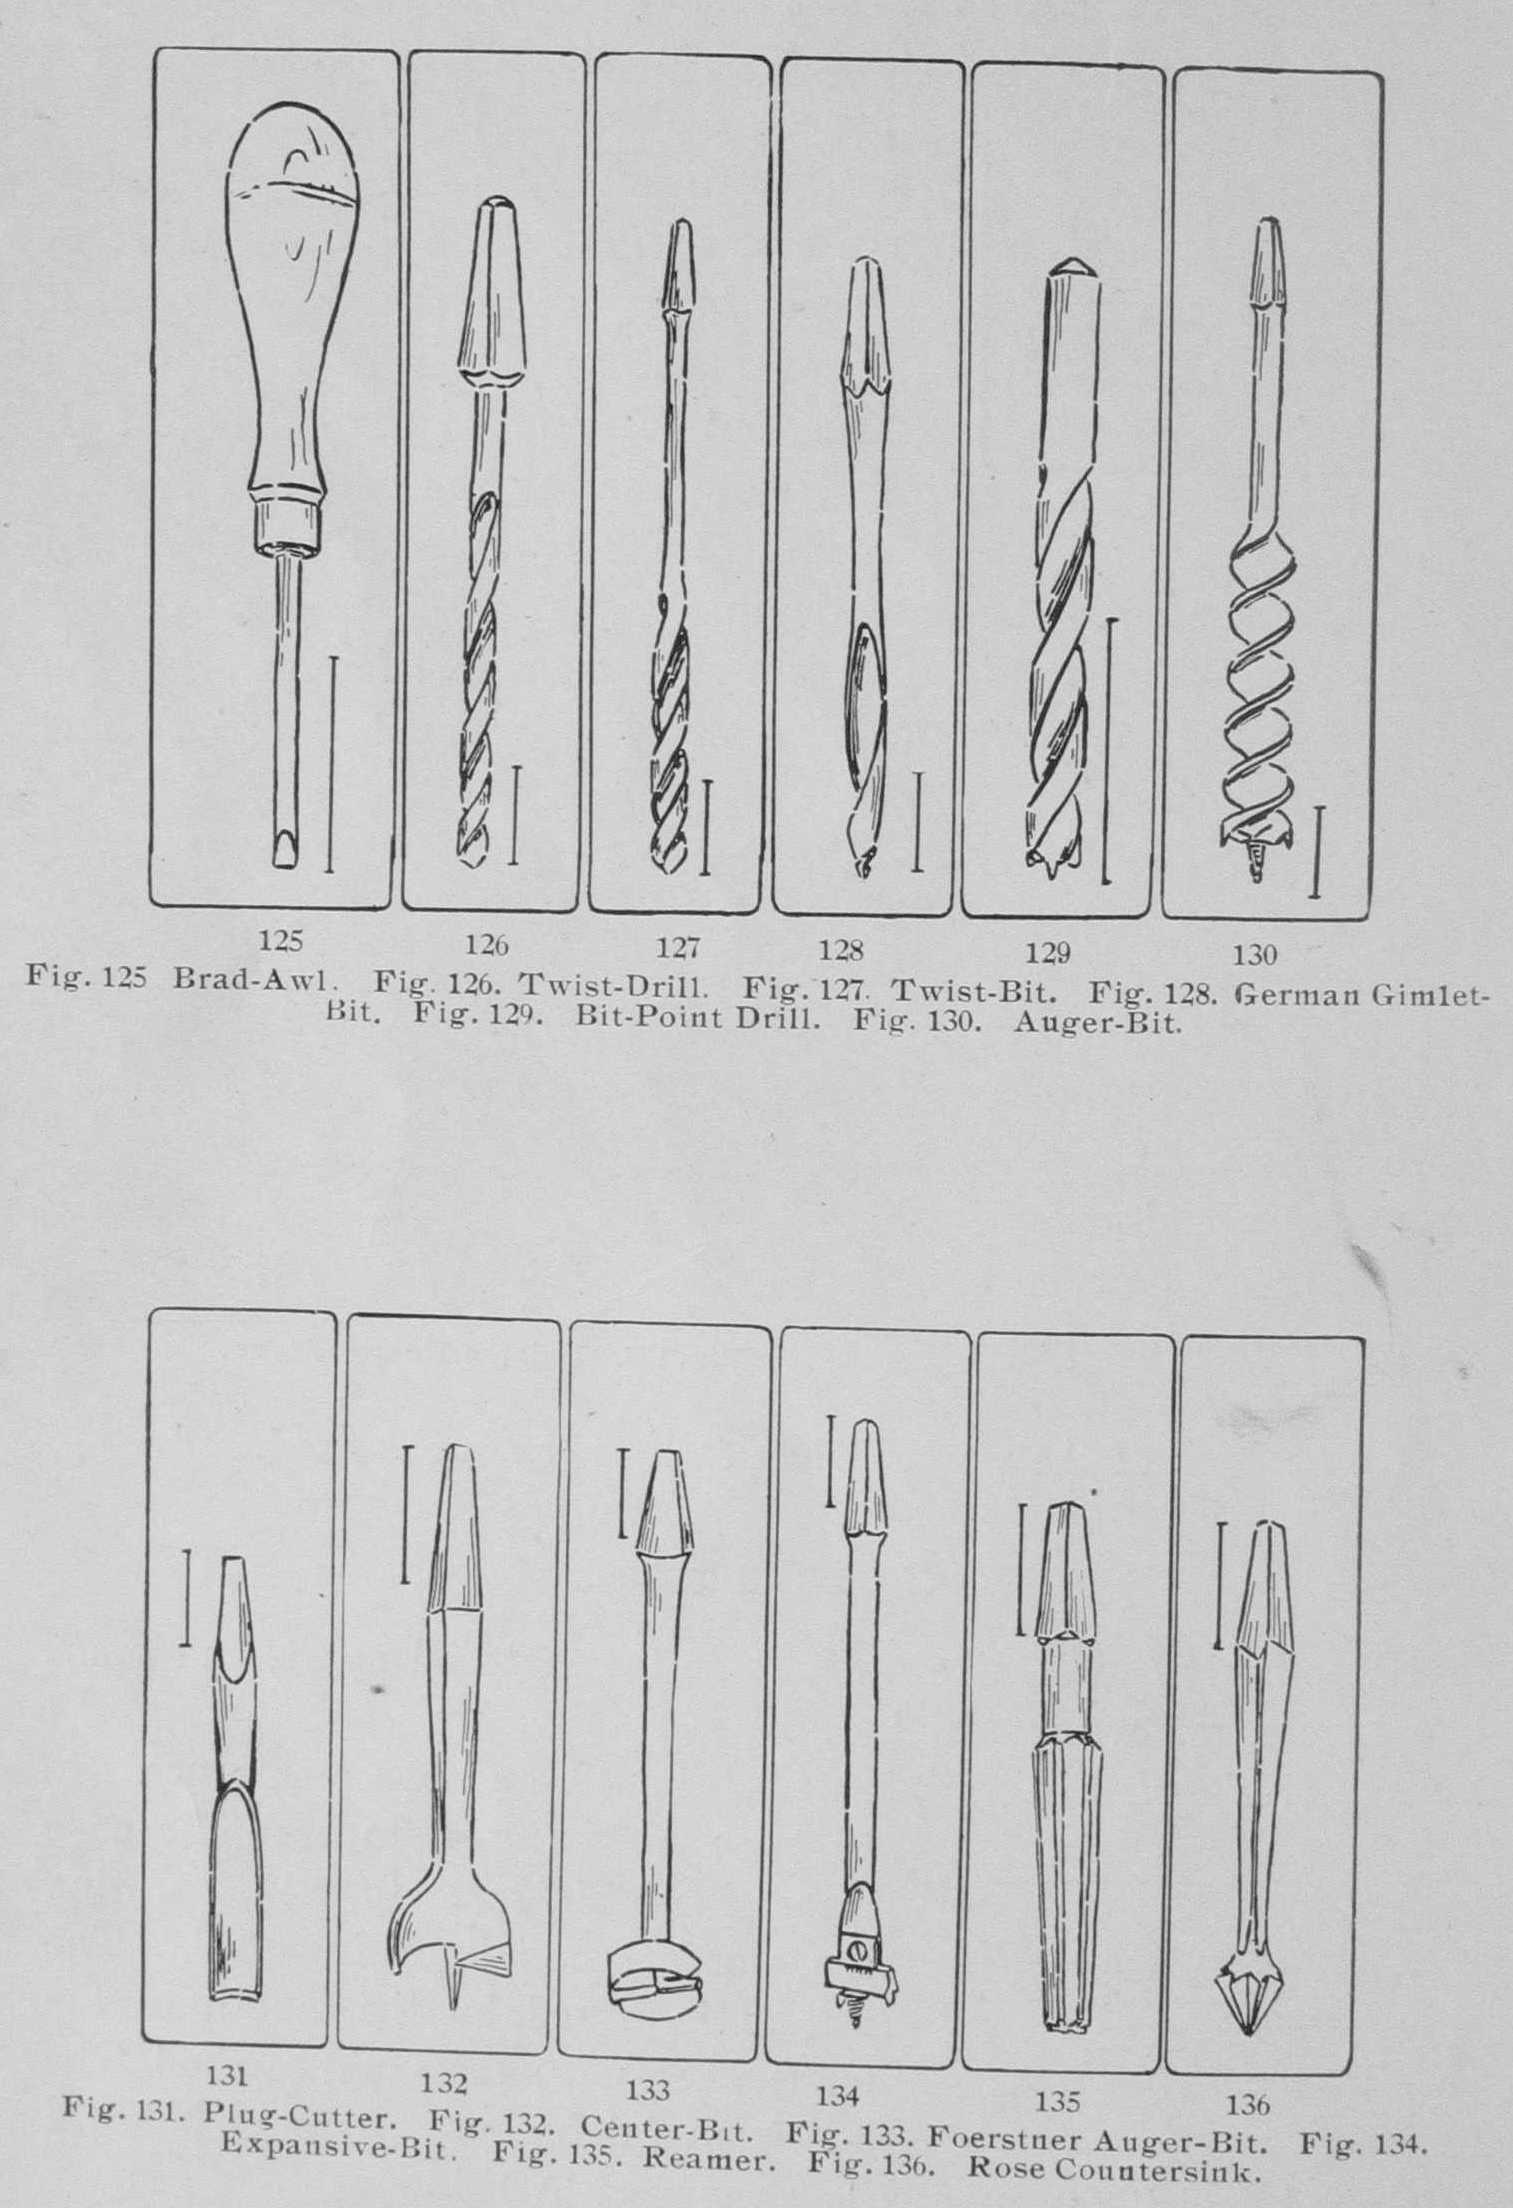 125 126 127 128 129 130
Fig. 125 Brad-Awl. Fig. 126. Twist-Drill. Fig. 127. Twist-Bit. Fig. 128. German Gimlet-
Bit. Fig. 129. Bit-Point Drill. Fig. 130. Auger-Bit.
131 132 133 134 135 136
Fig. 131. Plug-Cutter. Fig. 132. Center-Bit. Fig. 133. Foerstner Auger-Bit. Fig. 134.
Expansive-Bit. Fig. 135. Reamer. Fig. 136. Rose Countersink.